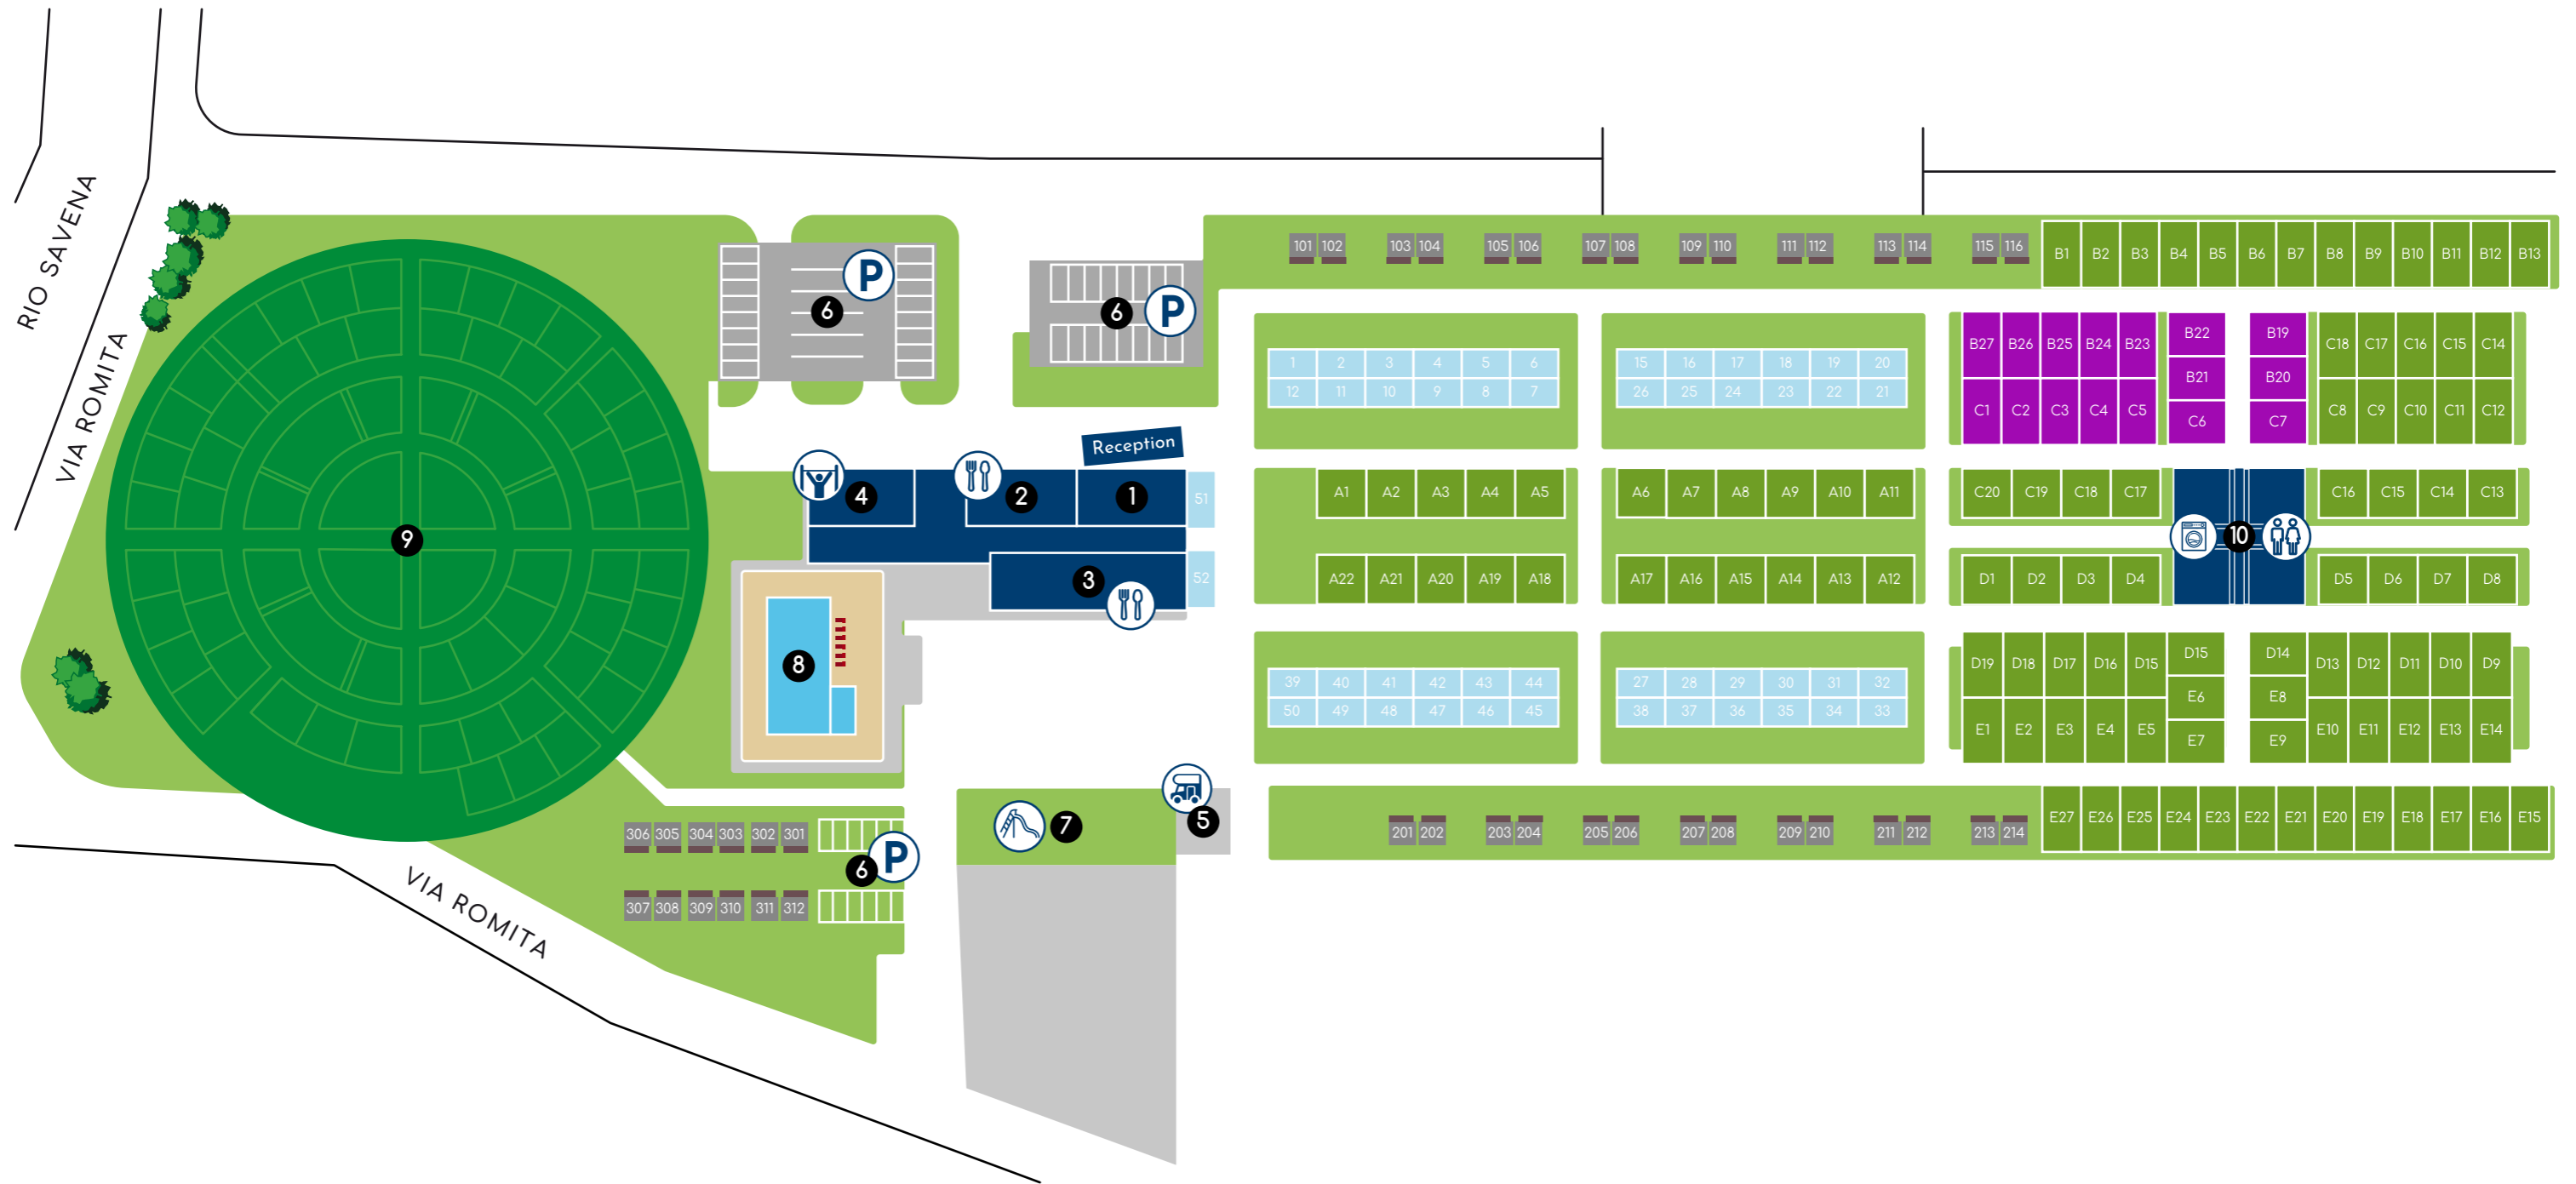 RIO SAVENA
VIA ROMITA
VIA ROMITA
P
6
6
P
Reception
4
2
1
51
3
52
9
8
7
5
306 305 304 303 302 301
6 P
307 308 309 310 311 312
101 102 103 104 105 106 107 108 109 110 111 112 113 114 115 116
B1 B2 B3 B4 B5 B6 B7 B8 B9 B10 B11 B12 B13
1 2 3 4 5 6
12 11 10 9 8 7
15 16 17 18 19 20
26 25 24 23 22 21
B27 B26 B25 B24 B23
C1 C2 C3 C4 C5
B22
B21
C6
B19
B20
C7
C18 C17 C16 C15 C14
C8 C9 C10 C11 C12
A1 A2 A3 A4 A5
A6 A7 A8 A9 A10 A11
C20 C19 C18 C17
C16 C15 C14 C13
10
A22 A21 A20 A19 A18
A17 A16 A15 A14 A13 A12
D1 D2 D3 D4
D5 D6 D7 D8
39 40 41 42 43 44
50 49 48 47 46 45
27 28 29 30 31 32
38 37 36 35 34 33
D19 D18 D17 D16 D15
E1 E2 E3 E4 E5
D15
E6
E7
D14
E8
E9
D13 D12 D11 D10 D9
E10 E11 E12 E13 E14
201 202 203 204 205 206 207 208 209 210 211 212 213 214
E27 E26 E25 E24 E23 E22 E21 E20 E19 E18 E17 E16 E15